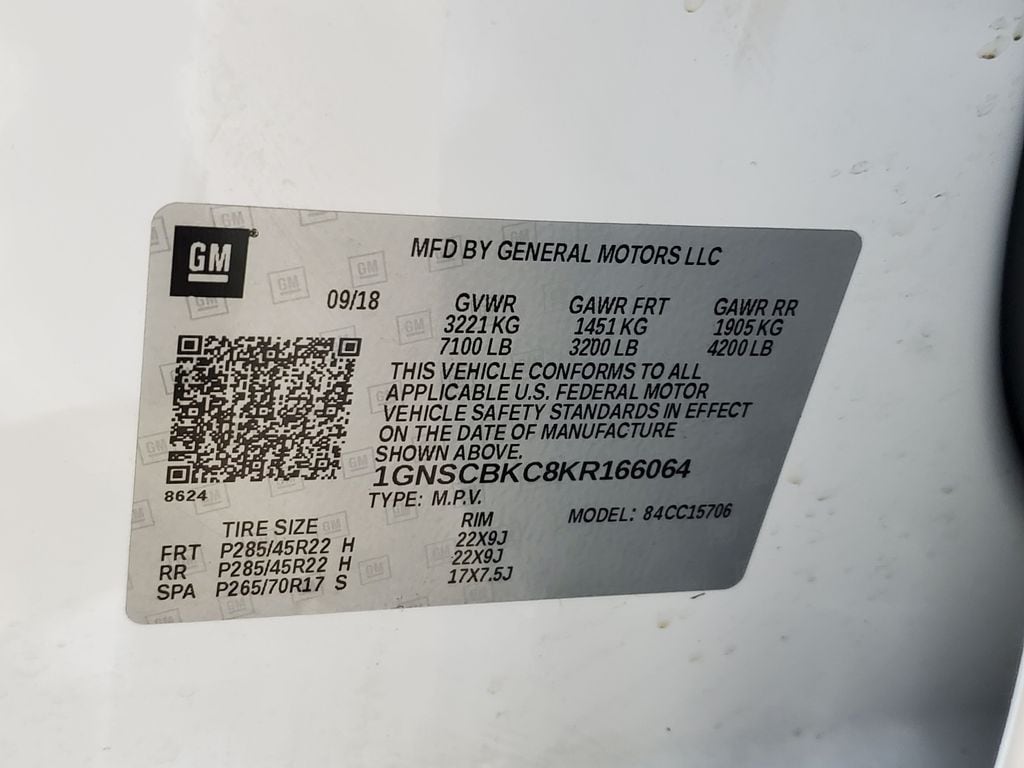 GM
MFD BY GENERAL MOTORS LLC
09/18
GVWR GAWR FRT GAWR RR
3221 KG 1451 KG 1905 KG
7100 LB 3200 LB 4200 LB
THIS VEHICLE CONFORMS TO ALL
APPLICABLE U.S. FEDERAL MOTOR
VEHICLE SAFETY STANDARDS IN EFFECT
ON THE DATE OF MANUFACTURE
SHOWN ABOVE.
1GNSCBKC8KR166064
8624
TYPE: M.P.V. MODEL: 84CC15706
TIRE SIZE RIM
FRT P285/45R22 H 22X9J
RR P285/45R22 H 22X9J
SPA P265/70R17 S 17X7.5J